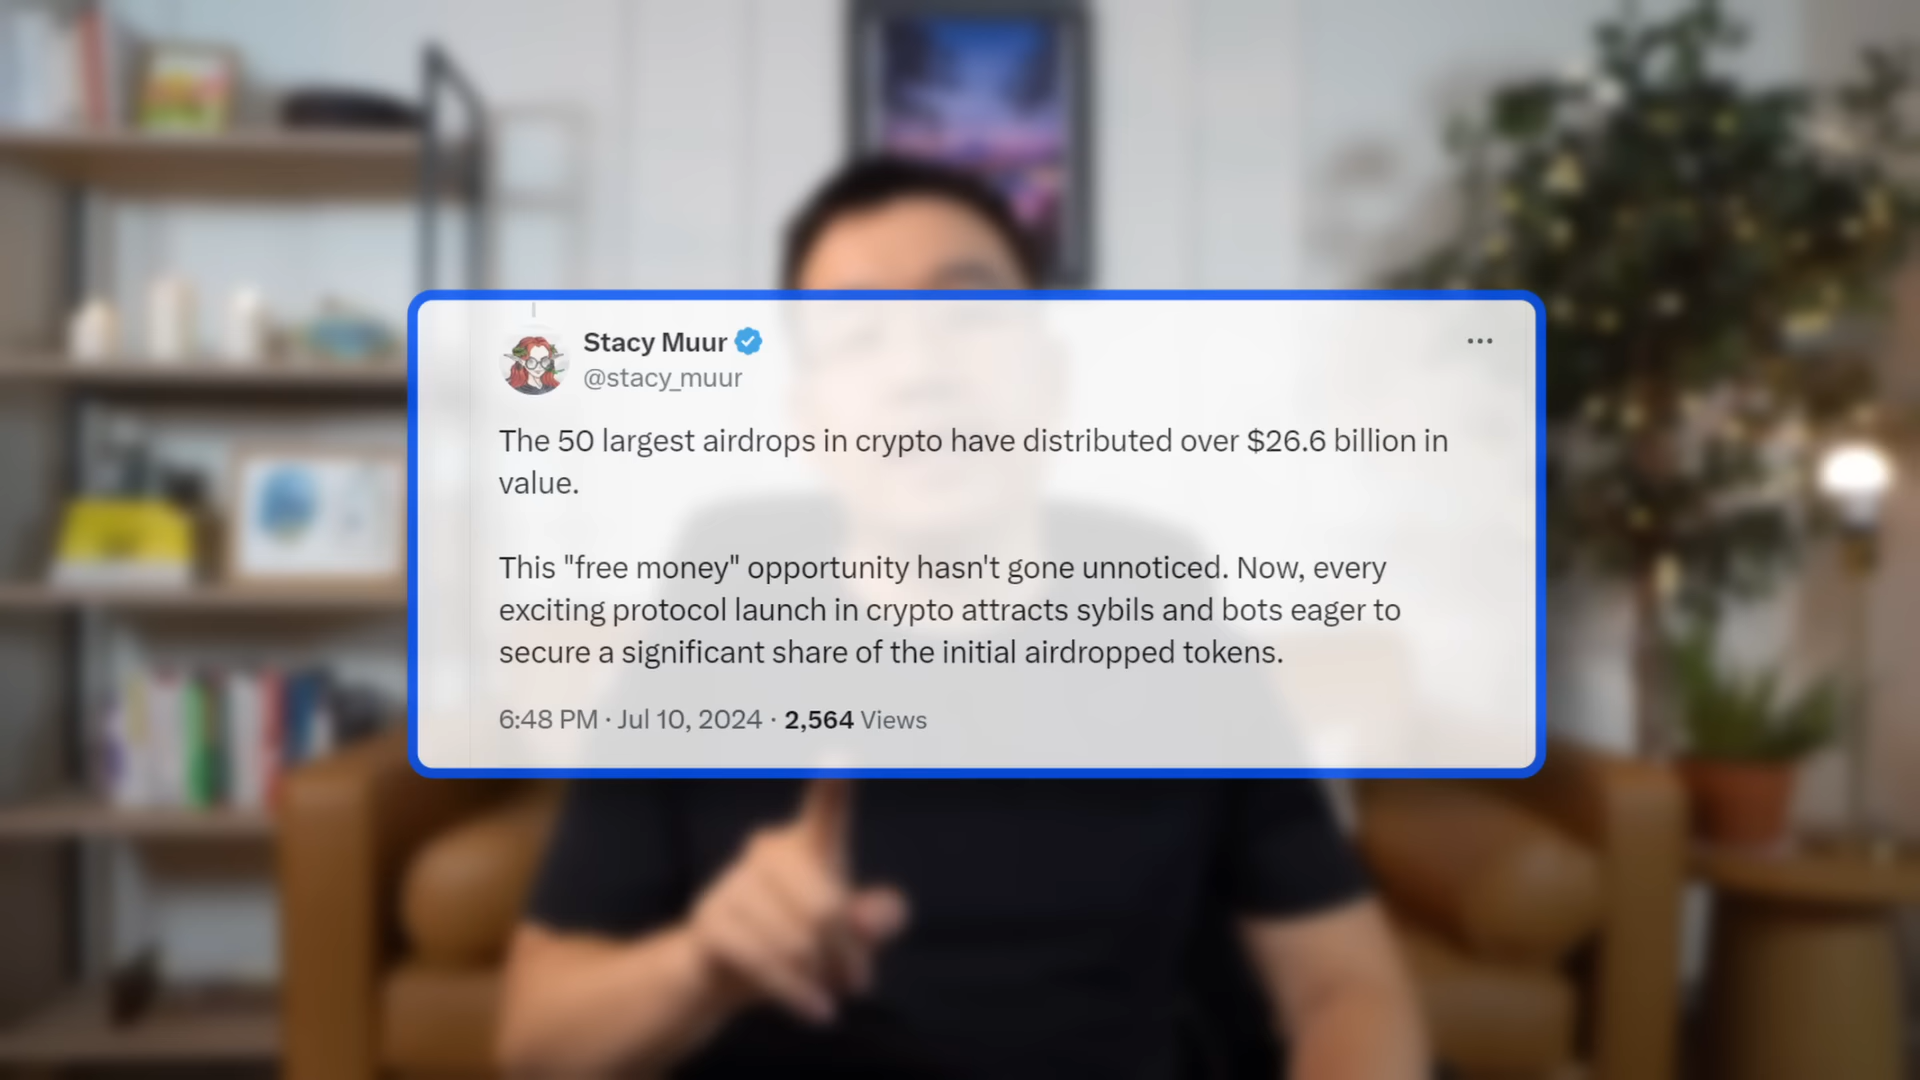 Stacy Muur
@stacy_muur
The 50 largest airdrops in crypto have distributed over $26.6 billion in
value.
This "free money" opportunity hasn't gone unnoticed. Now, every
exciting protocol launch in crypto attracts sybils and bots eager to
secure a significant share of the initial airdropped tokens.
6:48 PM · Jul 10, 2024 · 2,564 Views